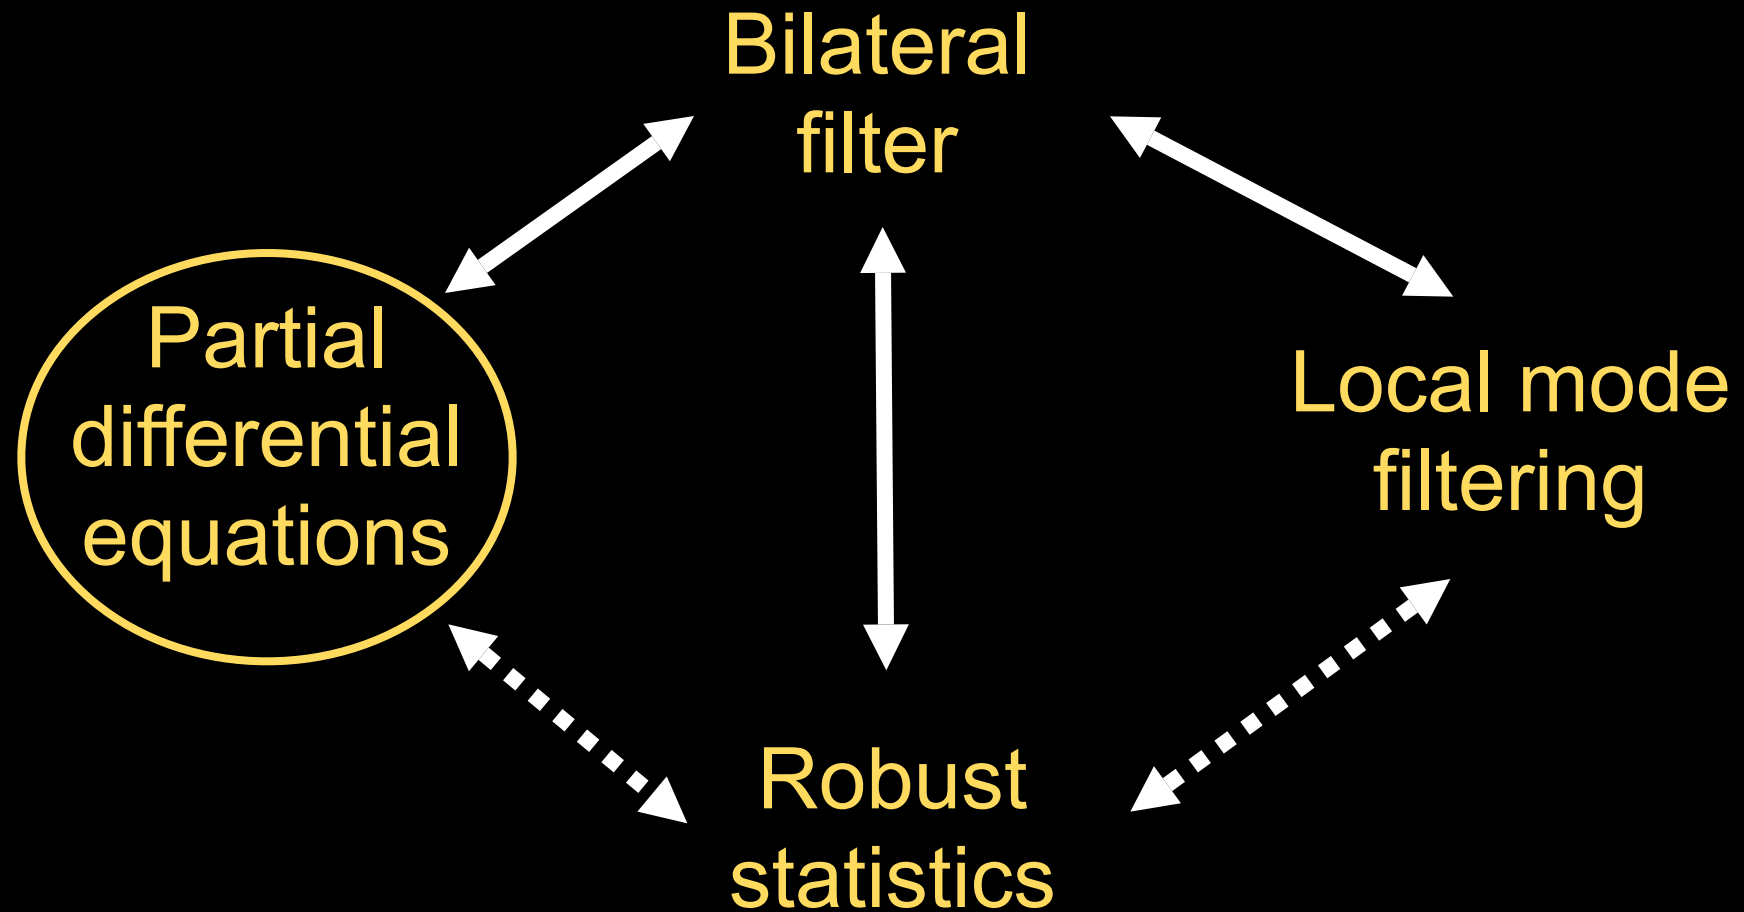 Bilateral
filter
Partial
differential
equations
Local mode
filtering
Robust
statistics